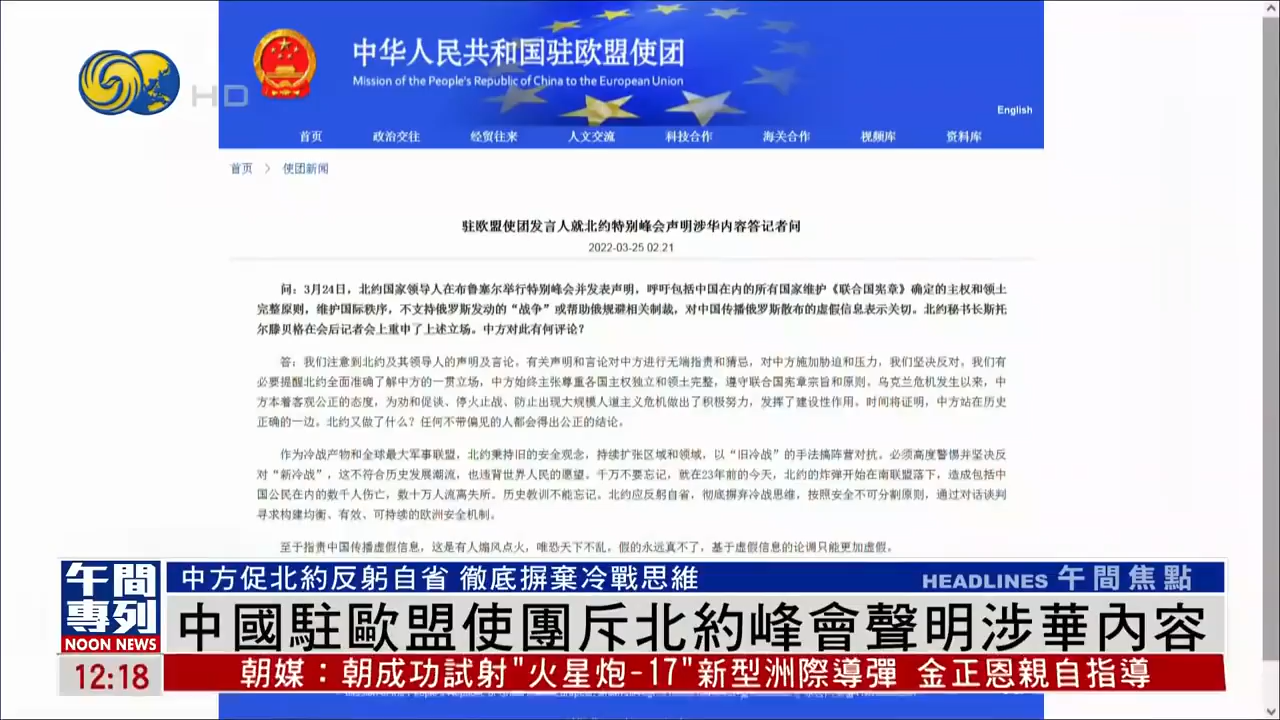 中华人民共和国驻欧盟使团
Mission of the People's Republic of China to the European Union
HD
English
首页 政治交往 经贸往来 人文交流 科技合作 海关合作 视频库 资料库
首页 > 使团新闻
驻欧盟使团发言人就北约特别峰会声明涉华内容答记者问
2022-03-25 02:21
问：3月24日，北约国家领导人在布鲁塞尔举行特别峰会并发表声明，呼吁包括中国在内的所有国家维护《联合国宪章》确定的主权和领土
完整原则，维护国际秩序，不支持俄罗斯发动的“战争”或帮助俄规避相关制裁，对中国传播俄罗斯散布的虚假信息表示关切。北约秘书长斯托
尔滕贝格在会后记者会上重申了上述立场。中方对此有何评论？
答：我们注意到北约及其领导人的声明及言论。有关声明和言论对中方进行无端指责和猜忌，对中方施加胁迫和压力，我们坚决反对。我们有
必要提醒北约全面准确了解中方的一贯立场，中方始终主张尊重各国主权独立和领土完整，遵守联合国宪章宗旨和原则。乌克兰危机发生以来，中
方本着客观公正的态度，为劝和促谈、停火止战、防止出现大规模人道主义危机做出了积极努力，发挥了建设性作用。时间将证明，中方站在历史
正确的一边。北约又做了什么？任何不带偏见的人都会得出公正的结论。
作为冷战产物和全球最大军事联盟，北约秉持旧的安全观念，持续扩张区域和领域，以“旧冷战”的手法搞阵营对抗。必须高度警惕并坚决反
对“新冷战”，这不符合历史发展潮流，也违背世界人民的愿望。千万不要忘记，就在23年前的今天，北约的炸弹开始在南联盟落下，造成包括中
国公民在内的数千人伤亡，数十万人流离失所。历史教训不能忘记。北约应反躬自省，彻底摒弃冷战思维，按照安全不可分割原则，通过对话谈判
寻求构建均衡、有效、可持续的欧洲安全机制。
至于指责中国传播虚假信息，这是有人煽风点火，唯恐天下不乱。假的永远真不了，基于虚假信息的论调只能更加虚假。
午間
專列
NOON NEWS
中方促北約反躬自省 徹底摒棄冷戰思維
HEADLINES 午間焦點
中國駐歐盟使團斥北約峰會聲明涉華內容
12:18
朝媒：朝成功試射"火星炮-17"新型洲際導彈 金正恩親自指導